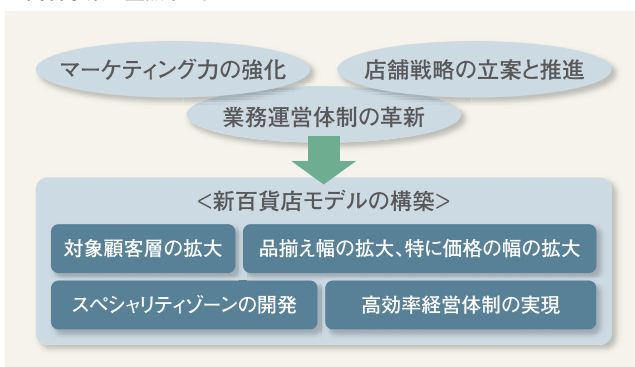 マーケティング力の強化
店舗戦略の立案と推進
業務運営体制の革新
<新百貨店モデルの構築>
対象顧客層の拡大
品揃え幅の拡大、特に価格の幅の拡大
スペシャリティゾーンの開発
高効率経営体制の実現